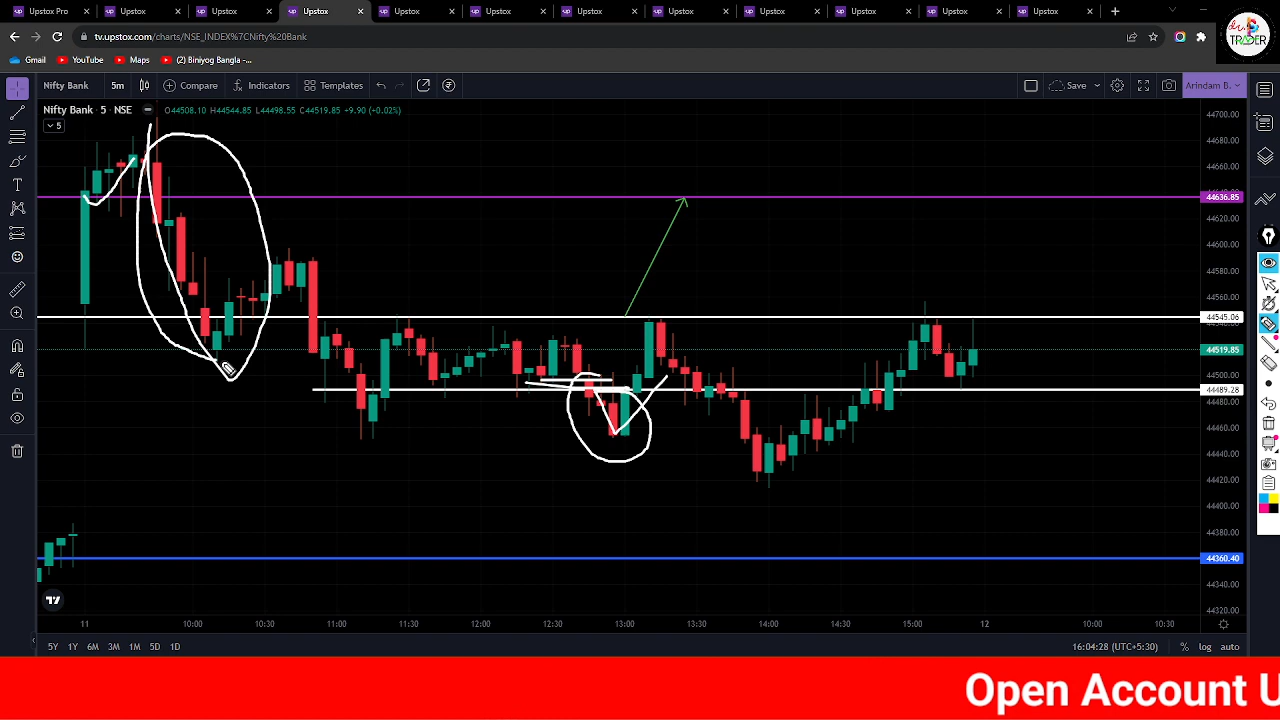 Upstox Pro
Upstox
Upstox
Upstox
Upstox
Upstox
Upstox
Upstox
Upstox
Upstox
Upstox
Upstox
tv.upstox.com/charts/NSE_INDEX%7CNifty%20Bank
TRADER
Gmail
YouTube
Maps
(2) Biniyog Bangla -...
Nifty Bank
5m
Compare
Indicators
Templates
Save
Arindam B.
Nifty Bank · 5 · NSE
O44508.10 H44544.85 L44498.55 C44519.85 +9.90 (+0.02%)
5
44700.00
44680.00
44660.00
44636.85
44620.00
44600.00
44580.00
44560.00
44545.06
44519.85
44500.00
44489.28
44480.00
44460.00
44440.00
44420.00
44400.00
44380.00
44360.40
44340.00
44320.00
11
10:00
10:30
11:00
11:30
12:00
12:30
13:00
13:30
14:00
14:30
15:00
12
10:00
10:30
5Y 1Y 6M 3M 1M 5D 1D
16:04:28 (UTC+5:30)
% log auto
Open Account U